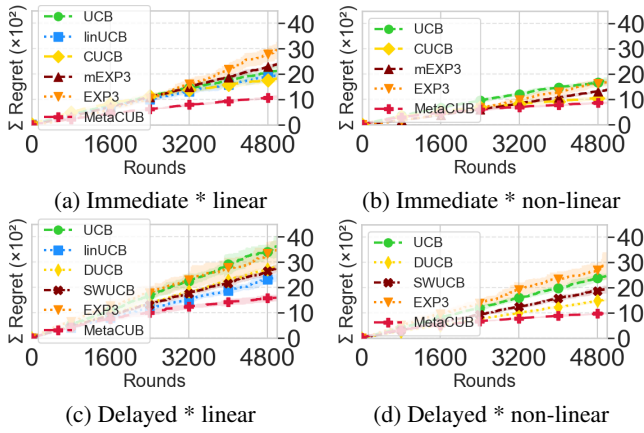 Σ Regret (×10²)
UCB
linUCB
CUCB
mEXP3
EXP3
MetaCUB
40
30
20
10
0
0 1600 3200 4800
Rounds
(a) Immediate * linear
Σ Regret (×10²)
UCB
CUCB
mEXP3
EXP3
MetaCUB
40
30
20
10
0
0 1600 3200 4800
Rounds
(b) Immediate * non-linear
Σ Regret (×10²)
UCB
linUCB
DUCB
SWUCB
EXP3
MetaCUB
40
30
20
10
0
0 1600 3200 4800
Rounds
(c) Delayed * linear
Σ Regret (×10²)
UCB
DUCB
SWUCB
EXP3
MetaCUB
40
30
20
10
0
0 1600 3200 4800
Rounds
(d) Delayed * non-linear